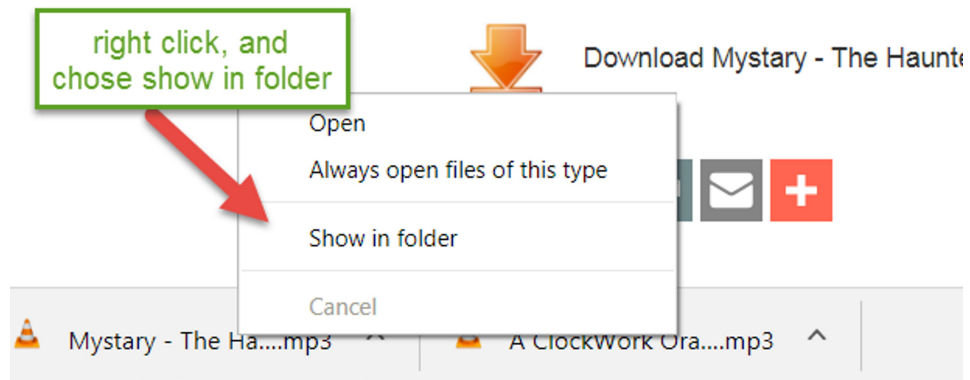 right click, and
chose show in folder
Download Mystary - The Haunte
Open
Always open files of this type
Show in folder
Cancel
Mystary - The Ha....mp3
A ClockWork Ora....mp3